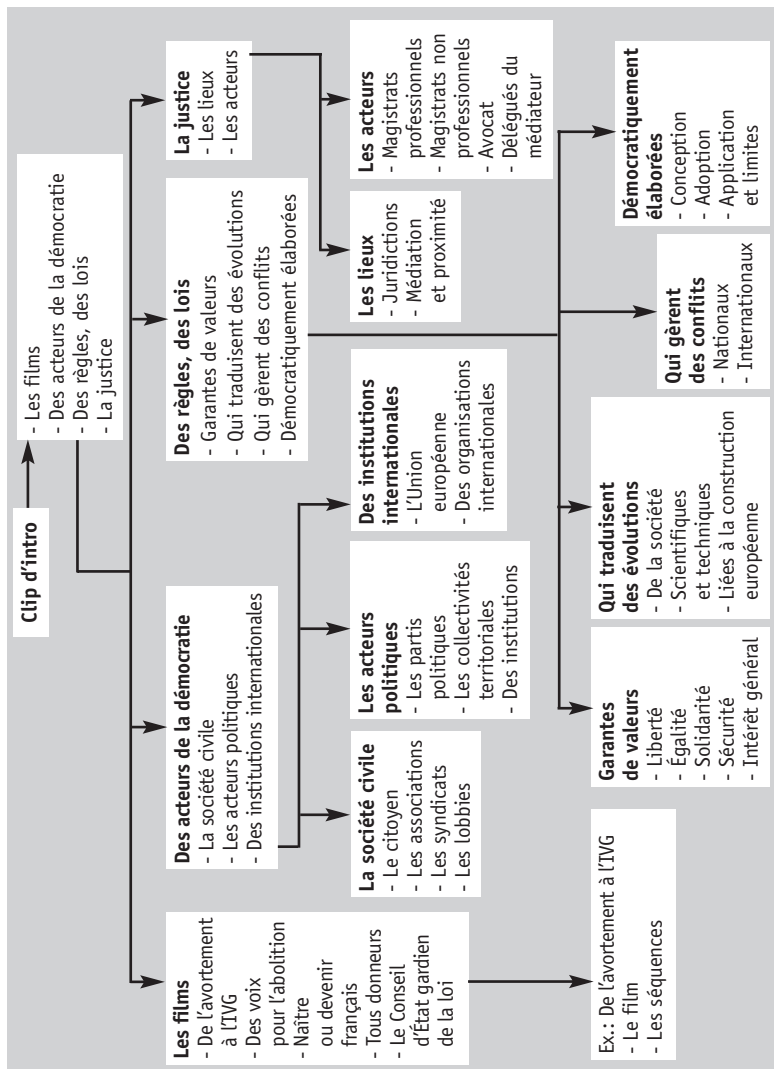 Clip d'intro
- Les films
- Des acteurs de la démocratie
- Des règles, des lois
- La justice
Les films
- De l'avortement
à l'IVG
- Des voix
pour l'abolition
- Naître
ou devenir
français
- Tous donneurs
- Le Conseil
d'État gardien
de la loi
Des acteurs de la démocratie
- La société civile
- Les acteurs politiques
- Des institutions internationales
Des règles, des lois
- Garantes de valeurs
- Qui traduisent des évolutions
- Qui gèrent des conflits
- Démocratiquement élaborées
La justice
- Les lieux
- Les acteurs
La société civile
- Le citoyen
- Les associations
- Les syndicats
- Les lobbies
Les acteurs
politiques
- Les partis
politiques
- Les collectivités
territoriales
- Des institutions
Des institutions
internationales
- L'Union
européenne
- Des organisations
internationales
Les lieux
- Juridictions
- Médiation
et proximité
Les acteurs
- Magistrats
professionnels
- Magistrats non
professionnels
- Avocat
- Délégués du
médiateur
Ex.: De l'avortement à l'IVG
- Le film
- Les séquences
Garantes
de valeurs
- Liberté
- Égalité
- Solidarité
- Sécurité
- Intérêt général
Qui traduisent
des évolutions
- De la société
- Scientifiques
et techniques
- Liées à la construction
européenne
Qui gèrent
des conflits
- Nationaux
- Internationaux
Démocratiquement
élaborées
- Conception
- Adoption
- Application
et limites